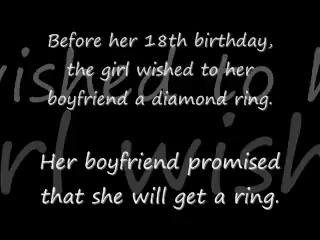 Before her 18th birthday,
the girl wished to her
boyfriend a diamond ring.
Her boyfriend promised
that she will get a ring.